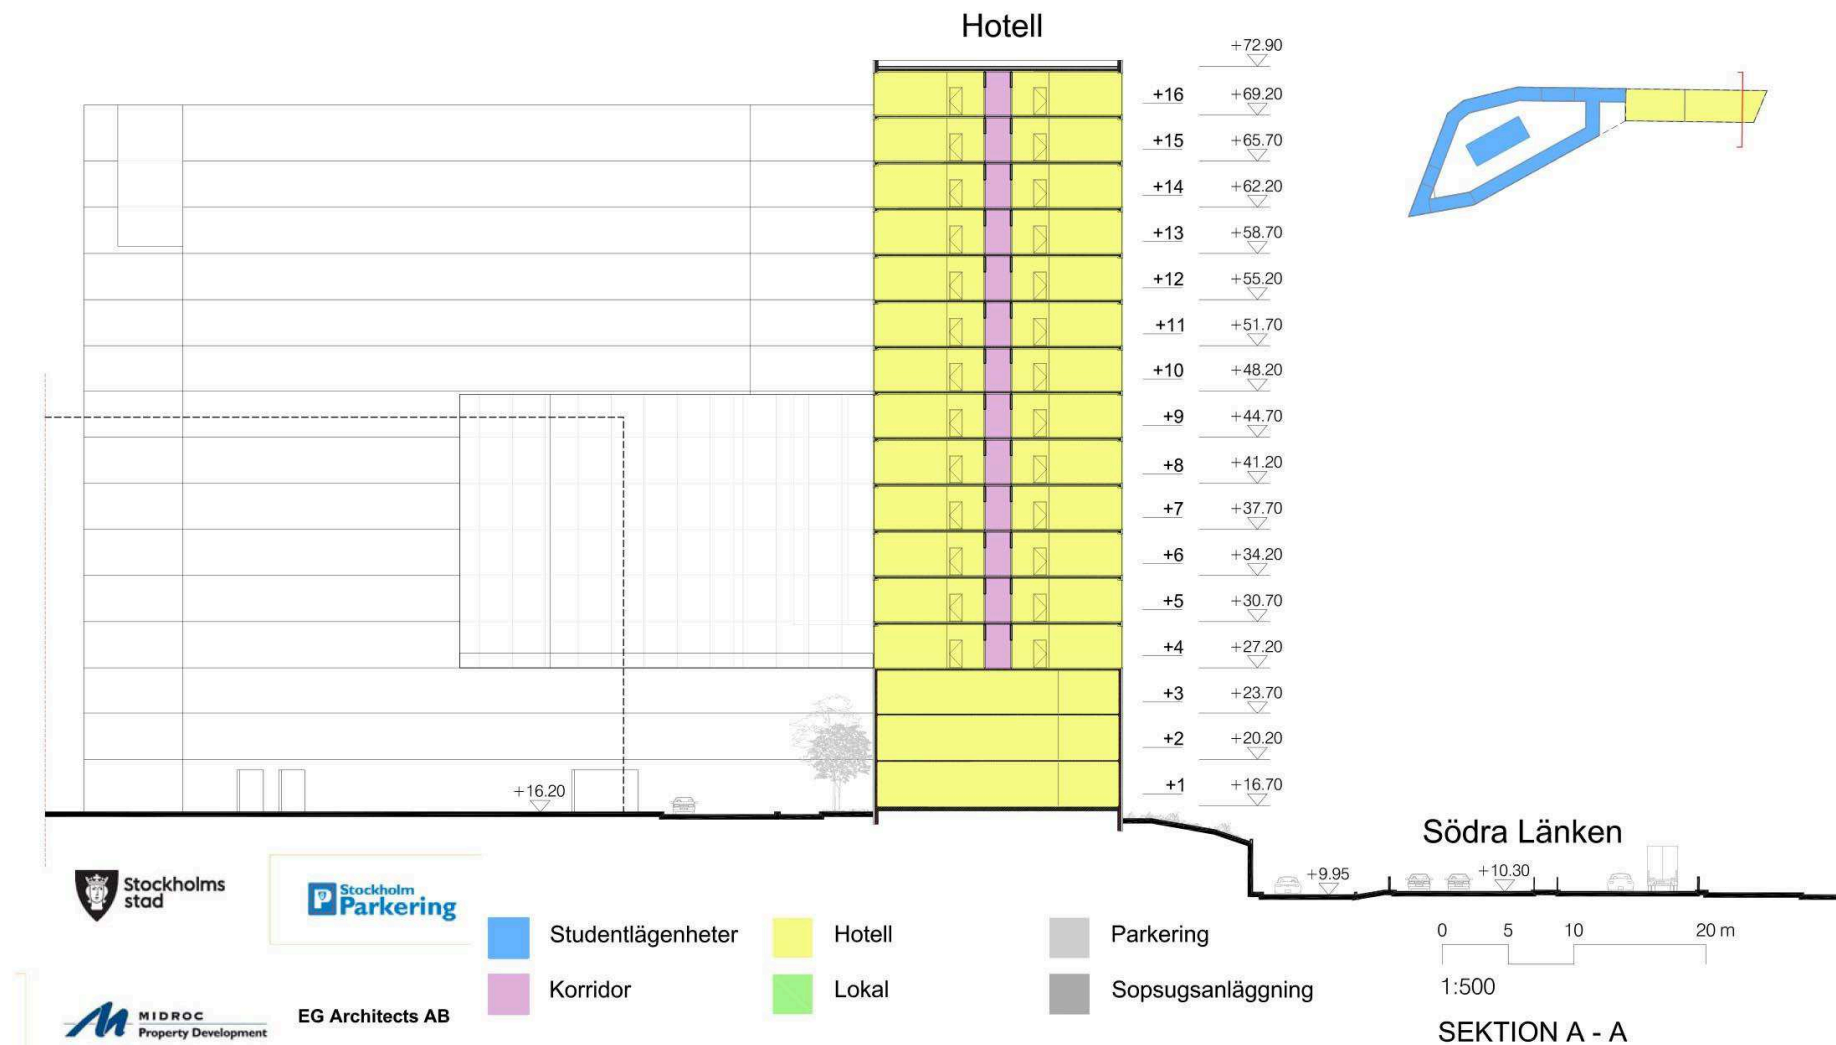 Hotell
+72.90
+16 +69.20
+15 +65.70
+14 +62.20
+13 +58.70
+12 +55.20
+11 +51.70
+10 +48.20
+9 +44.70
+8 +41.20
+7 +37.70
+6 +34.20
+5 +30.70
+4 +27.20
+3 +23.70
+2 +20.20
+1 +16.70
+16.20
Södra Länken
+9.95
+10.30
Stockholms
stad
Stockholm
Parkering
MIDROC
Property Development
EG Architects AB
Studentlägenheter
Hotell
Parkering
Korridor
Lokal
Sopsugsanläggning
0 5 10 20 m
1:500
SEKTION A - A